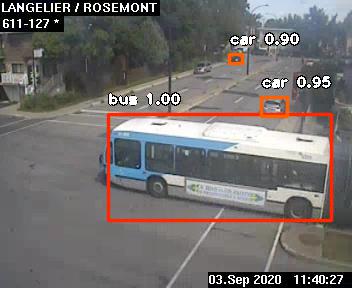 LANGELIER / ROSEMONT
611-127 *
car 0.90
car 0.95
bus 1.00
03.Sep 2020 11:40:27